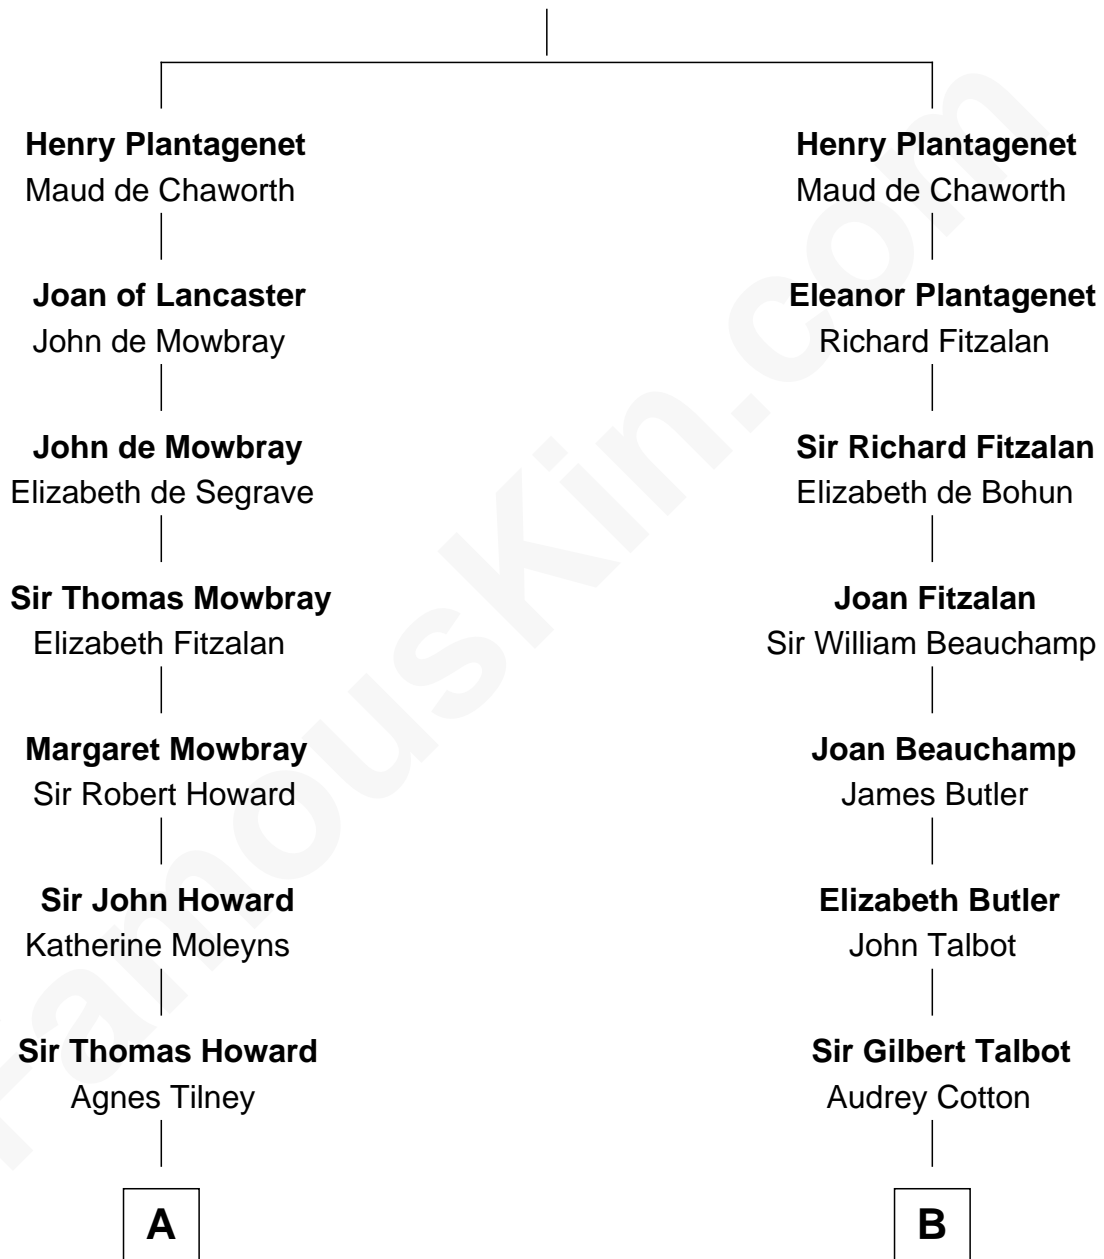 Henry Plantagenet
Maud de Chaworth
Joan of Lancaster
John de Mowbray
John de Mowbray
Elizabeth de Segrave
Sir Thomas Mowbray
Elizabeth Fitzalan
Margaret Mowbray
Sir Robert Howard
Sir John Howard
Katherine Moleyns
Sir Thomas Howard
Agnes Tilney
A
Henry Plantagenet
Maud de Chaworth
Eleanor Plantagenet
Richard Fitzalan
Sir Richard Fitzalan
Elizabeth de Bohun
Joan Fitzalan
Sir William Beauchamp
Joan Beauchamp
James Butler
Elizabeth Butler
John Talbot
Sir Gilbert Talbot
Audrey Cotton
B
FamousKin.com